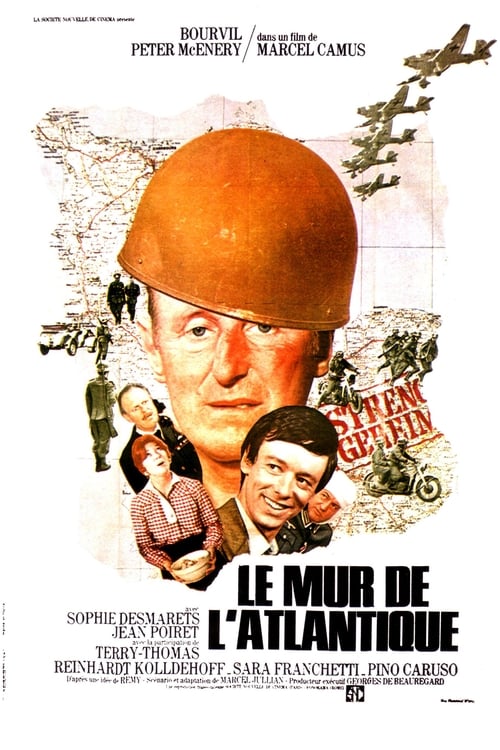 LA SOCIETE NOUVELLE DE CINEMA présente
BOURVIL
PETER McENERY
dans un film de
MARCEL CAMUS
STRENG
GEHEIM
LE MUR DE
L'ATLANTIQUE
avec
SOPHIE DESMARETS
JEAN POIRET
avec la participation de
TERRY-THOMAS
REINHARDT KOLLDEHOFF - SARA FRANCHETTI - PINO CARUSO
D'après une idée de REMY - Scénario et adaptation de MARCEL JULLIAN - Producteur exécutif GEORGES DE BEAUREGARD
SNC